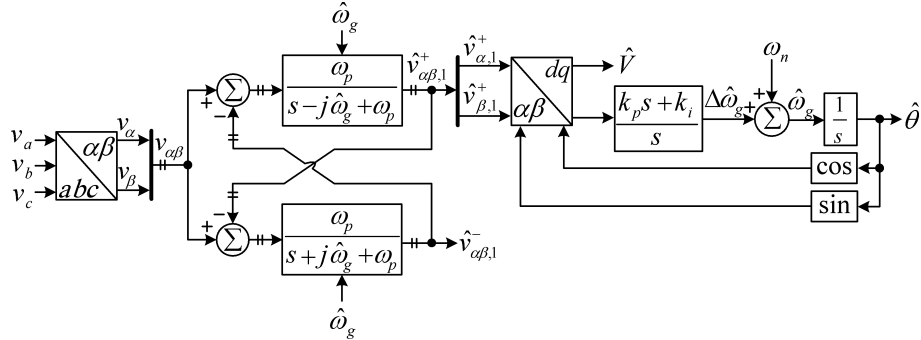 v_a
v_b
v_c
αβ
abc
v_α
v_β
v_αβ
+
−
Σ
ω̂_g
ω_p
s−jω̂_g+ω_p
v̂⁺_αβ,1
+
−
Σ
ω_p
s+jω̂_g+ω_p
ω̂_g
v̂⁻_αβ,1
v̂⁺_α,1
v̂⁺_β,1
dq
αβ
V̂
k_p s+k_i
s
Δω̂_g
ω_n
+
+
Σ
ω̂_g
1
s
θ̂
cos
sin